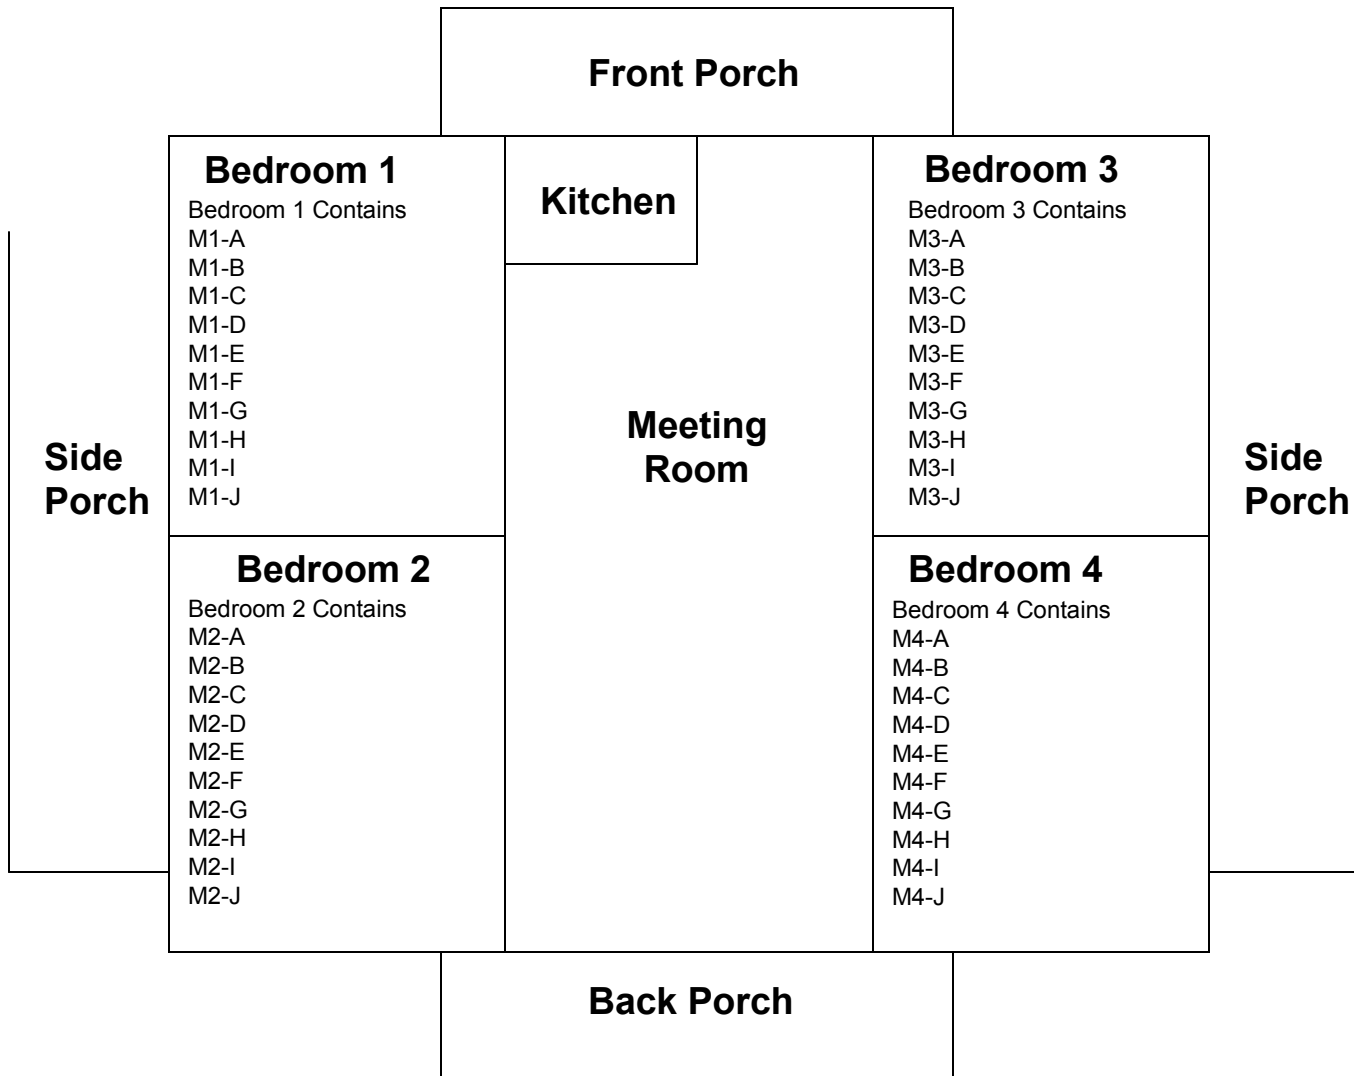 Front Porch
Bedroom 1
Bedroom 1 Contains
M1-A
M1-B
M1-C
M1-D
M1-E
M1-F
M1-G
M1-H
M1-I
M1-J
Kitchen
Bedroom 3
Bedroom 3 Contains
M3-A
M3-B
M3-C
M3-D
M3-E
M3-F
M3-G
M3-H
M3-I
M3-J
Side
Porch
Meeting
Room
Side
Porch
Bedroom 2
Bedroom 2 Contains
M2-A
M2-B
M2-C
M2-D
M2-E
M2-F
M2-G
M2-H
M2-I
M2-J
Bedroom 4
Bedroom 4 Contains
M4-A
M4-B
M4-C
M4-D
M4-E
M4-F
M4-G
M4-H
M4-I
M4-J
Back Porch